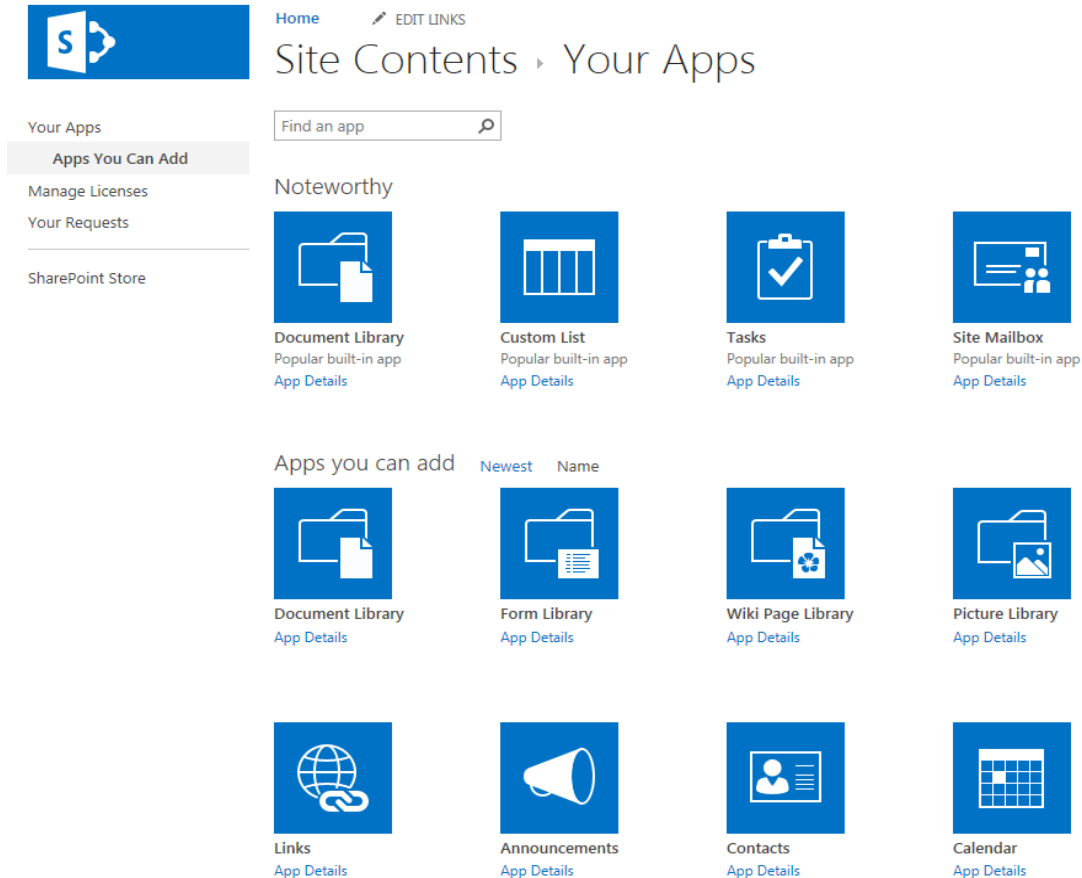 S
Home EDIT LINKS
Site Contents Your Apps
Your Apps
Apps You Can Add
Manage Licenses
Your Requests
SharePoint Store
Find an app
Noteworthy
Document Library Custom List Tasks Site Mailbox
Popular built-in app Popular built-in app Popular built-in app Popular built-in app
App Details App Details App Details App Details
Apps you can add Newest Name
Document Library Form Library Wiki Page Library Picture Library
App Details App Details App Details App Details
Links Announcements Contacts Calendar
App Details App Details App Details App Details